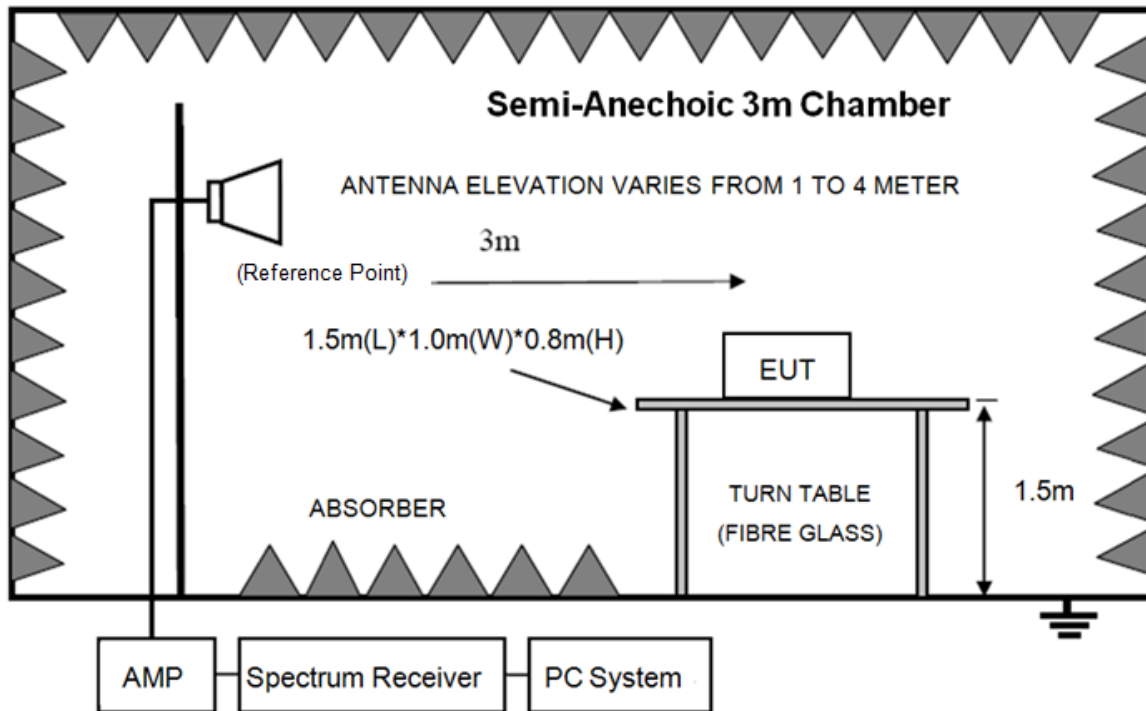 Semi-Anechoic 3m Chamber
ANTENNA ELEVATION VARIES FROM 1 TO 4 METER
3m
(Reference Point)
1.5m(L)*1.0m(W)*0.8m(H)
EUT
ABSORBER
TURN TABLE
(FIBRE GLASS)
1.5m
AMP
Spectrum Receiver
PC System